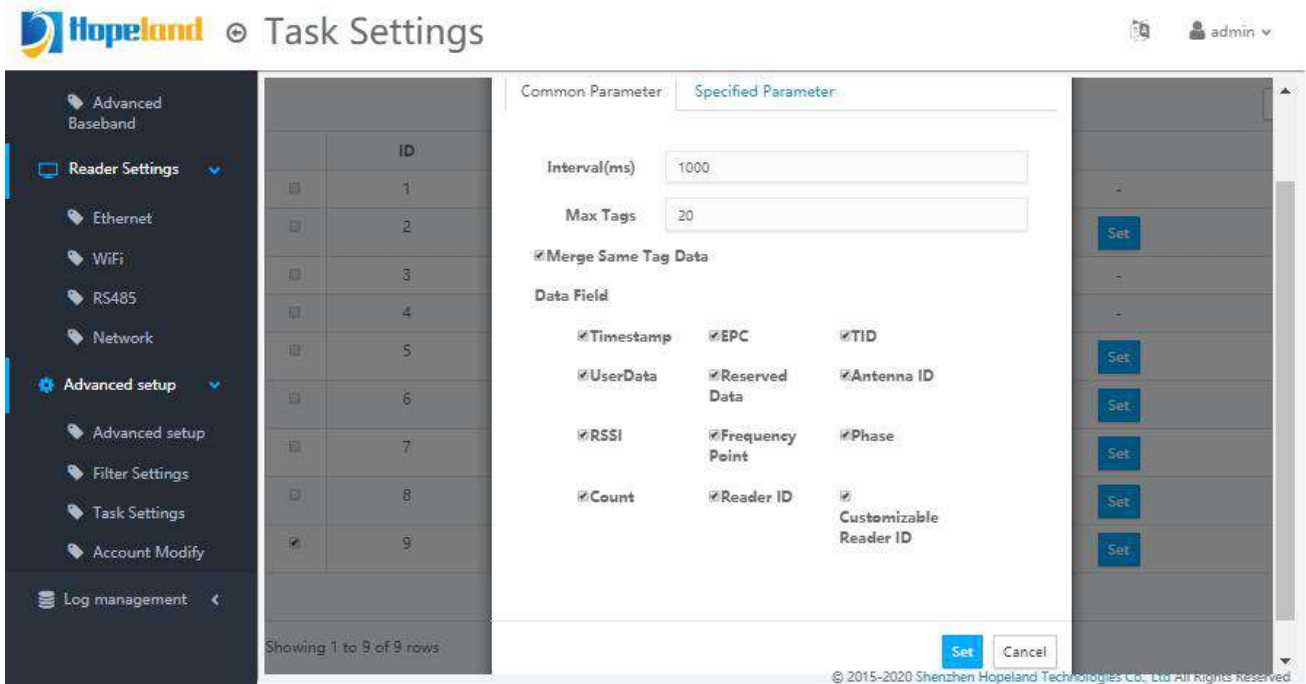 Hopeland Task Settings admin
Advanced
Baseband
Reader Settings
Ethernet
WiFi
RS485
Network
Advanced setup
Advanced setup
Filter Settings
Task Settings
Account Modify
Log management
ID
1 -
2 Set
3 -
4 -
5 Set
6 Set
7 Set
8 Set
9 Set
Showing 1 to 9 of 9 rows
Common Parameter Specified Parameter
Interval(ms) 1000
Max Tags 20
Merge Same Tag Data
Data Field
Timestamp EPC TID
UserData Reserved Data Antenna ID
RSSI Frequency Point Phase
Count Reader ID Customizable Reader ID
Set Cancel
© 2015-2020 Shenzhen Hopeland Technologies Co., Ltd All Rights Reserved